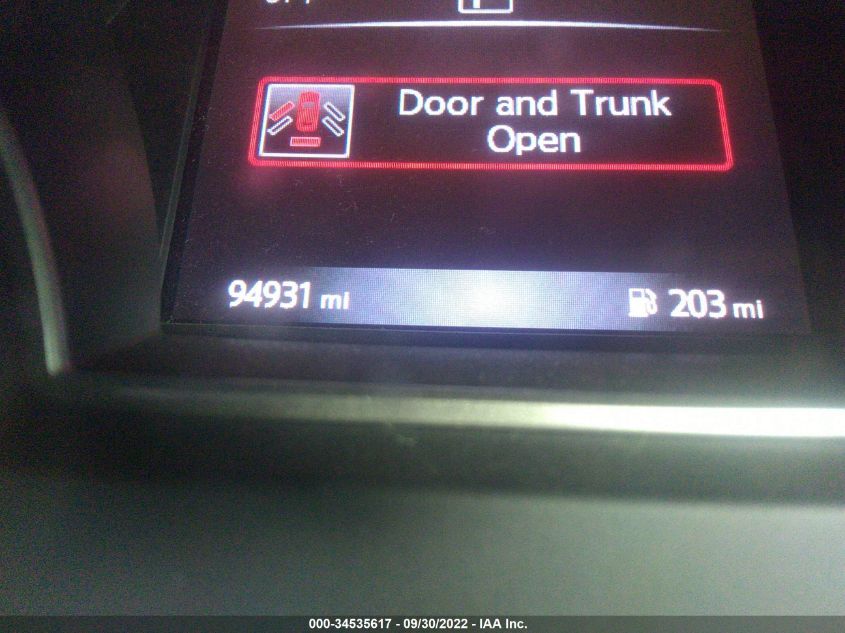 Door and Trunk
Open
94931 mi
203 mi
000-34535617 - 09/30/2022 - IAA Inc.